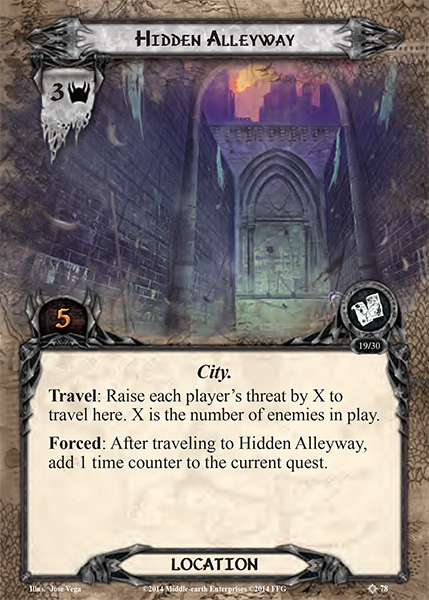 Hidden Alleyway
3
5
19/30
City.
Travel: Raise each player's threat by X to
travel here. X is the number of enemies in play.
Forced: After traveling to Hidden Alleyway,
add 1 time counter to the current quest.
LOCATION
Illus. Jose Vega ©2014 Middle-earth Enterprises ©2014 FFG 78